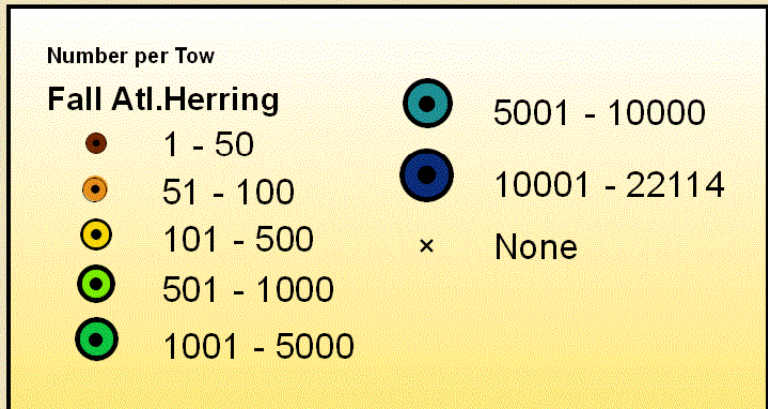 Number per Tow
Fall Atl.Herring
1 - 50
51 - 100
101 - 500
501 - 1000
1001 - 5000
5001 - 10000
10001 - 22114
× None